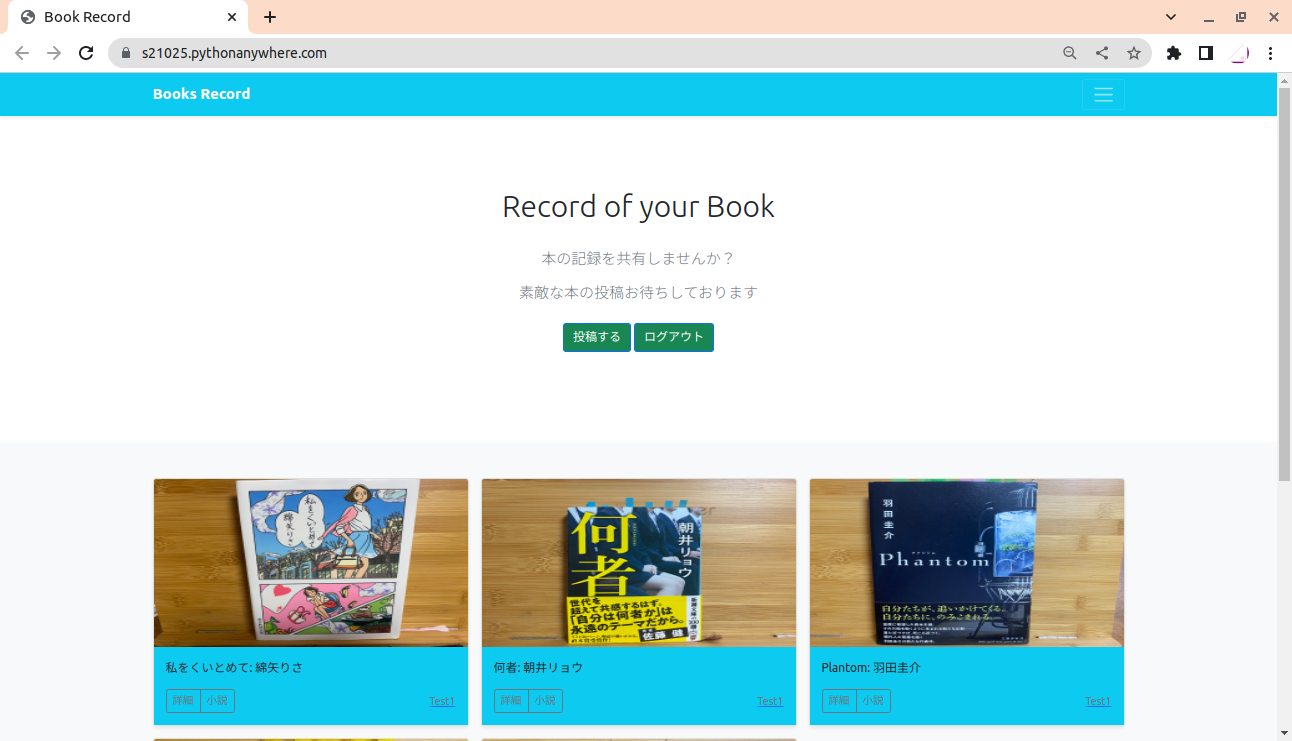 Book Record
s21025.pythonanywhere.com
Books Record
Record of your Book
本の記録を共有しませんか？
素敵な本の投稿お待ちしております
投稿する ログアウト
私をくいとめて
綿矢りさ
何者
朝井リョウ
世代を
超えて共感するはず。
「自分は何者か」は
永遠のテーマだから。
佐藤 健
羽田圭介
Phantom
自分たちが、追いかけてくる。
自分たちに、のみこまれる。
私をくいとめて: 綿矢りさ
詳細 小説 Test1
何者: 朝井リョウ
詳細 小説 Test1
Plantom: 羽田圭介
詳細 小説 Test1